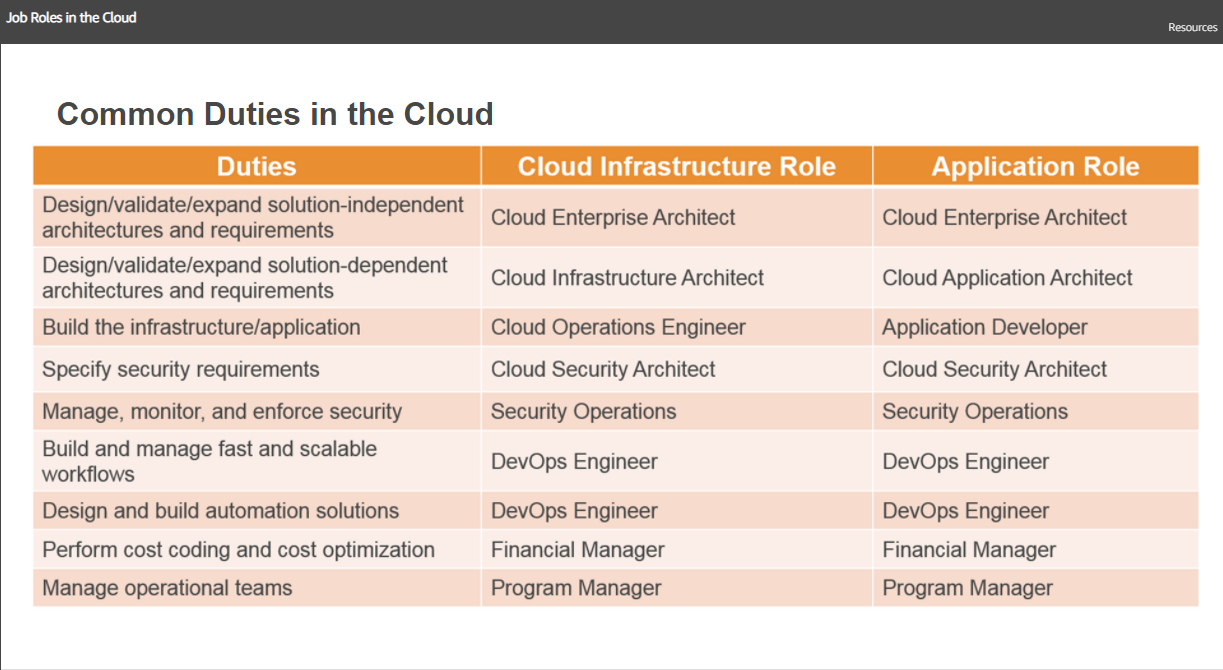 Job Roles in the Cloud
Resources
Common Duties in the Cloud
Duties Cloud Infrastructure Role Application Role
Design/validate/expand solution-independent
architectures and requirements
Cloud Enterprise Architect Cloud Enterprise Architect
Design/validate/expand solution-dependent
architectures and requirements
Cloud Infrastructure Architect Cloud Application Architect
Build the infrastructure/application Cloud Operations Engineer Application Developer
Specify security requirements Cloud Security Architect Cloud Security Architect
Manage, monitor, and enforce security Security Operations Security Operations
Build and manage fast and scalable
workflows
DevOps Engineer DevOps Engineer
Design and build automation solutions DevOps Engineer DevOps Engineer
Perform cost coding and cost optimization Financial Manager Financial Manager
Manage operational teams Program Manager Program Manager